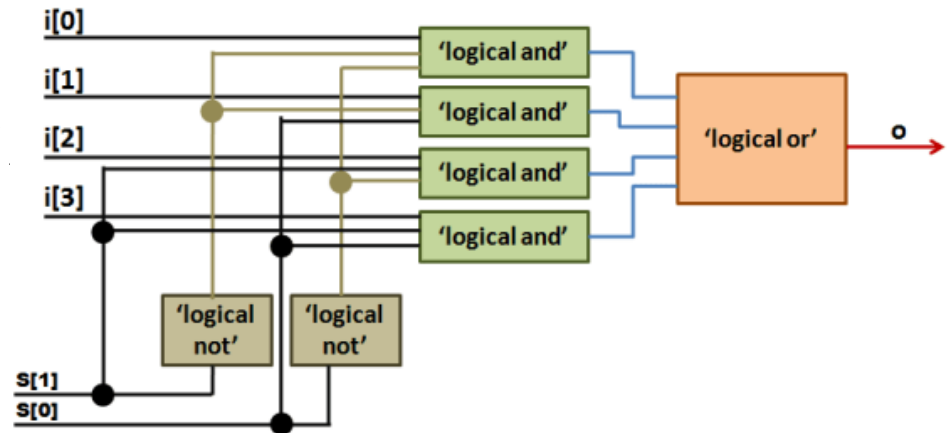 i[0]
‘logical and’
i[1]
‘logical and’
‘logical or’
o
i[2]
‘logical and’
i[3]
‘logical and’
‘logical
not’
‘logical
not’
S[1]
S[0]